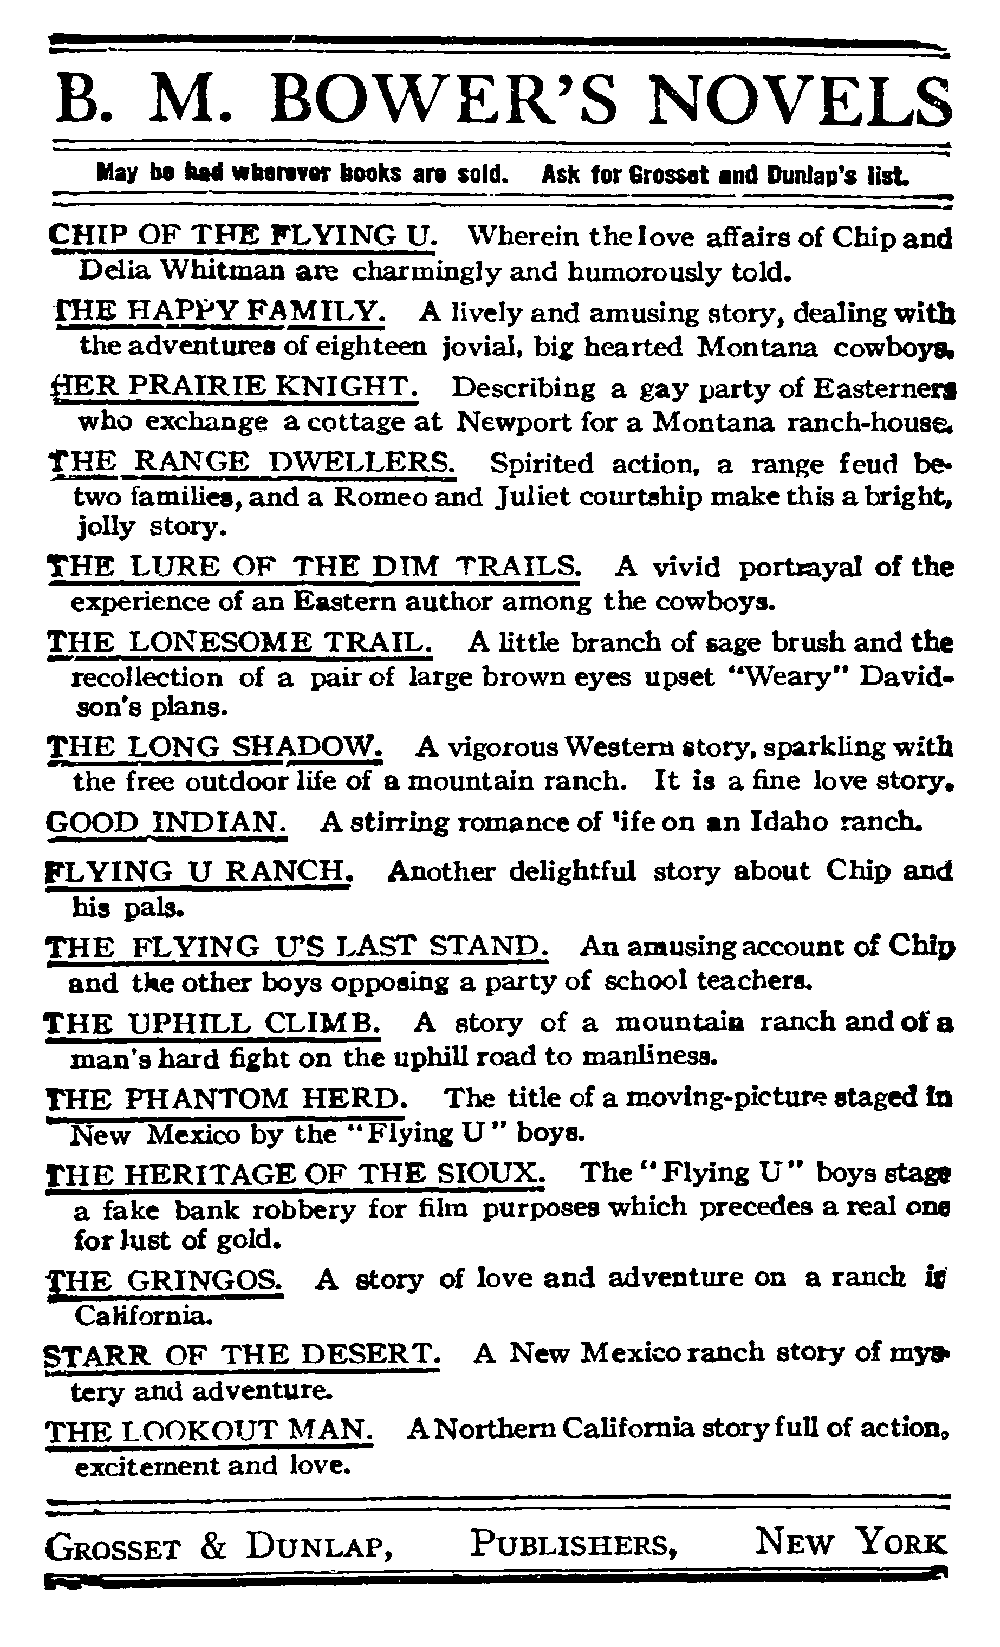 B. M. BOWER'S NOVELS
May be had wherever books are sold. Ask for Grosset and Dunlap's list.
CHIP OF THE FLYING U. Wherein the love affairs of Chip and
Delia Whitman are charmingly and humorously told.
THE HAPPY FAMILY. A lively and amusing story, dealing with
the adventures of eighteen jovial, big hearted Montana cowboys.
HER PRAIRIE KNIGHT. Describing a gay party of Easterners
who exchange a cottage at Newport for a Montana ranch-house.
THE RANGE DWELLERS. Spirited action, a range feud be-
two families, and a Romeo and Juliet courtship make this a bright,
jolly story.
THE LURE OF THE DIM TRAILS. A vivid portrayal of the
experience of an Eastern author among the cowboys.
THE LONESOME TRAIL. A little branch of sage brush and the
recollection of a pair of large brown eyes upset "Weary" David-
son's plans.
THE LONG SHADOW. A vigorous Western story, sparkling with
the free outdoor life of a mountain ranch. It is a fine love story.
GOOD INDIAN. A stirring romance of life on an Idaho ranch.
FLYING U RANCH. Another delightful story about Chip and
his pals.
THE FLYING U'S LAST STAND. An amusing account of Chip
and the other boys opposing a party of school teachers.
THE UPHILL CLIMB. A story of a mountain ranch and of a
man's hard fight on the uphill road to manliness.
THE PHANTOM HERD. The title of a moving-picture staged in
New Mexico by the "Flying U" boys.
THE HERITAGE OF THE SIOUX. The "Flying U" boys stage
a fake bank robbery for film purposes which precedes a real one
for lust of gold.
THE GRINGOS. A story of love and adventure on a ranch in
California.
STARR OF THE DESERT. A New Mexico ranch story of mys-
tery and adventure.
THE LOOKOUT MAN. A Northern California story full of action,
excitement and love.
GROSSET & DUNLAP, PUBLISHERS, NEW YORK